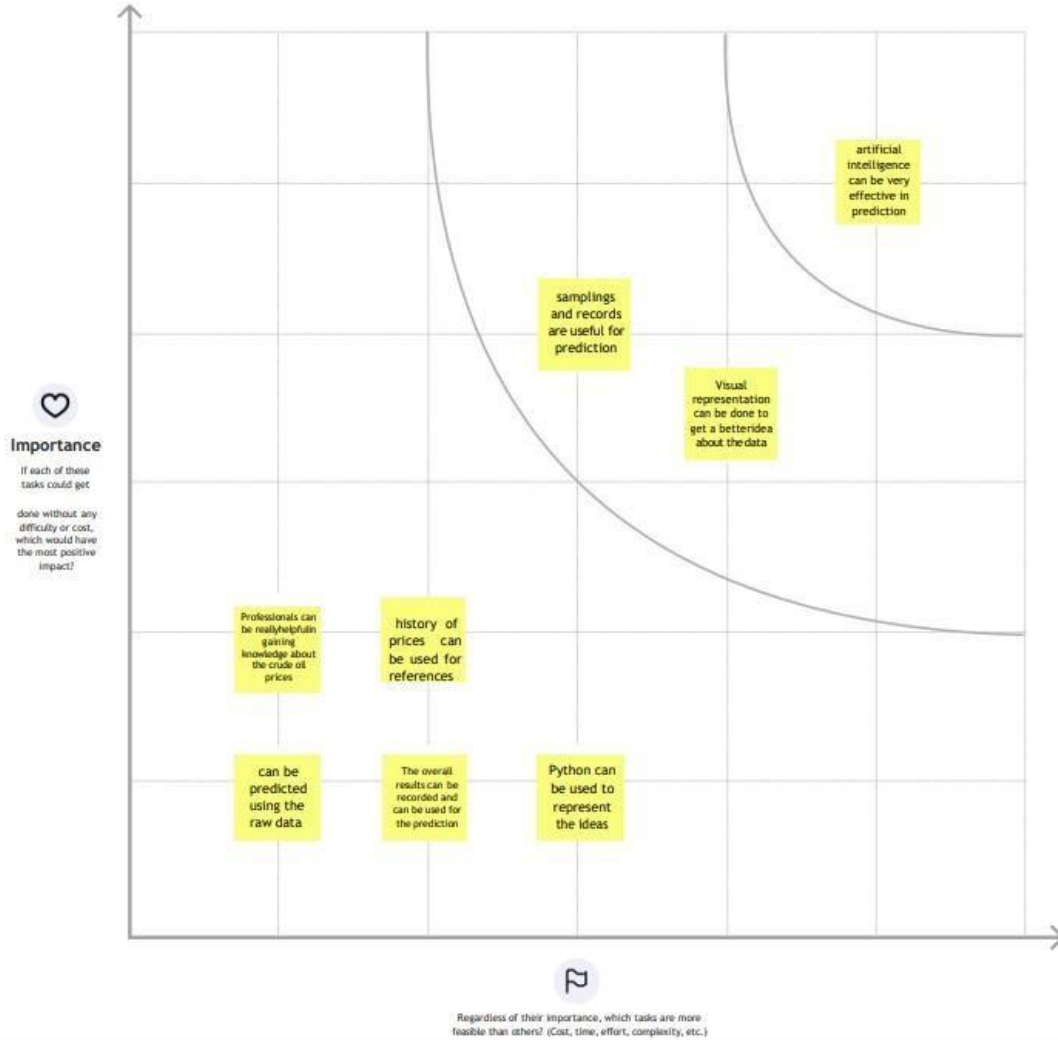 artificial
intelligence
can be very
effective in
prediction
samplings
and records
are useful for
prediction
Visual
representation
can be done to
get a betteridea
about thedata
Importance
If each of these
tasks could get
done without any
difficulty or cost,
which would have
the most positive
impact?
Professionals can
be reallyhelpfulin
gaining
knowledge about
the crude oil
prices
history of
prices can
be used for
references
can be
predicted
using the
raw data
The overall
results can be
recorded and
can be used for
the prediction
Python can
be used to
represent
the ideas
Regardless of their importance, which tasks are more
feasible than others? (Cost, time, effort, complexity, etc.)